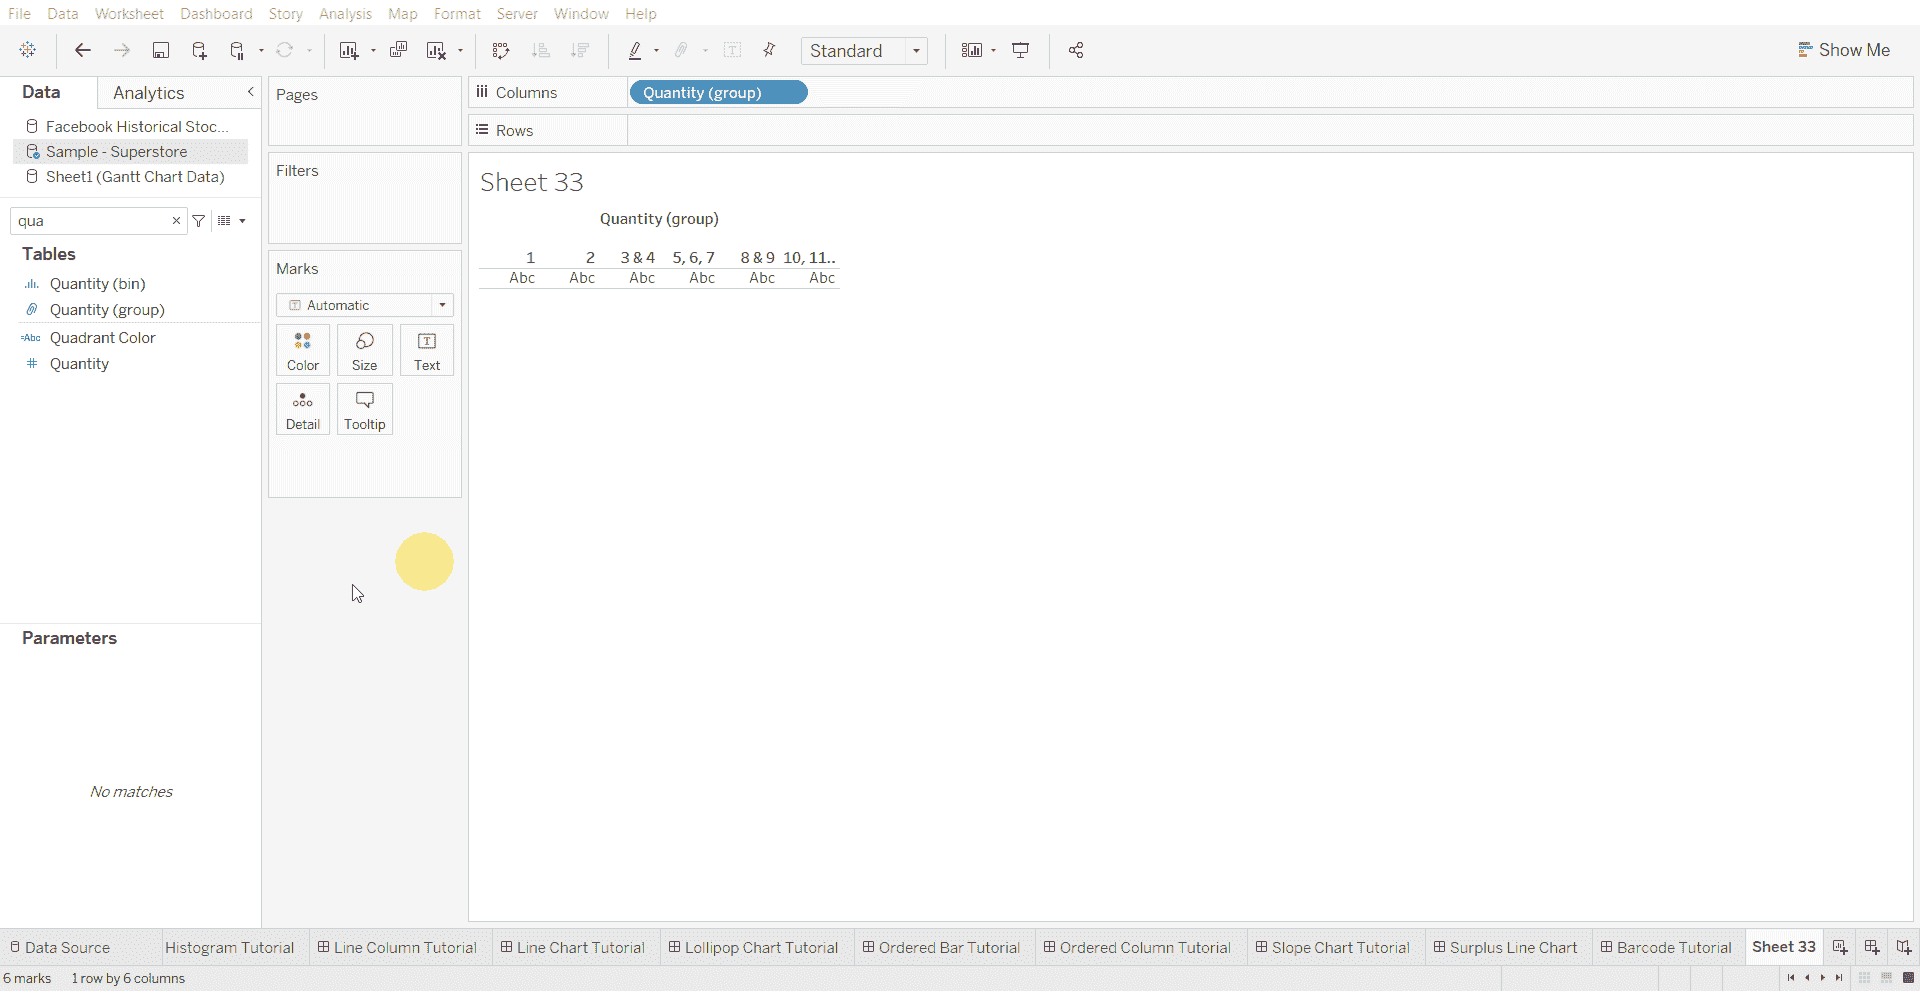 File Data Worksheet Dashboard Story Analysis Map Format Server Window Help
Standard
Show Me
Data
Analytics
Facebook Historical Stoc...
Sample - Superstore
Sheet1 (Gantt Chart Data)
qua
Tables
Quantity (bin)
Quantity (group)
=Abc Quadrant Color
# Quantity
Parameters
No matches
Pages
Filters
Marks
T Automatic
Color
Size
T Text
Detail
Tooltip
Columns
Quantity (group)
Rows
Sheet 33
Quantity (group)
1 2 3 & 4 5, 6, 7 8 & 9 10, 11..
Abc Abc Abc Abc Abc Abc
Data Source Histogram Tutorial Line Column Tutorial Line Chart Tutorial Lollipop Chart Tutorial Ordered Bar Tutorial Ordered Column Tutorial Slope Chart Tutorial Surplus Line Chart Barcode Tutorial Sheet 33
6 marks 1 row by 6 columns